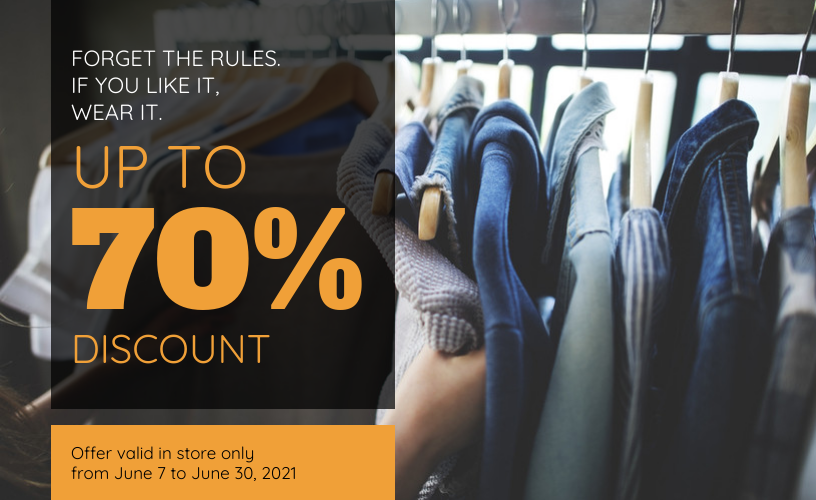 FORGET THE RULES.
IF YOU LIKE IT,
WEAR IT.
UP TO
70%
DISCOUNT
Offer valid in store only
from June 7 to June 30, 2021